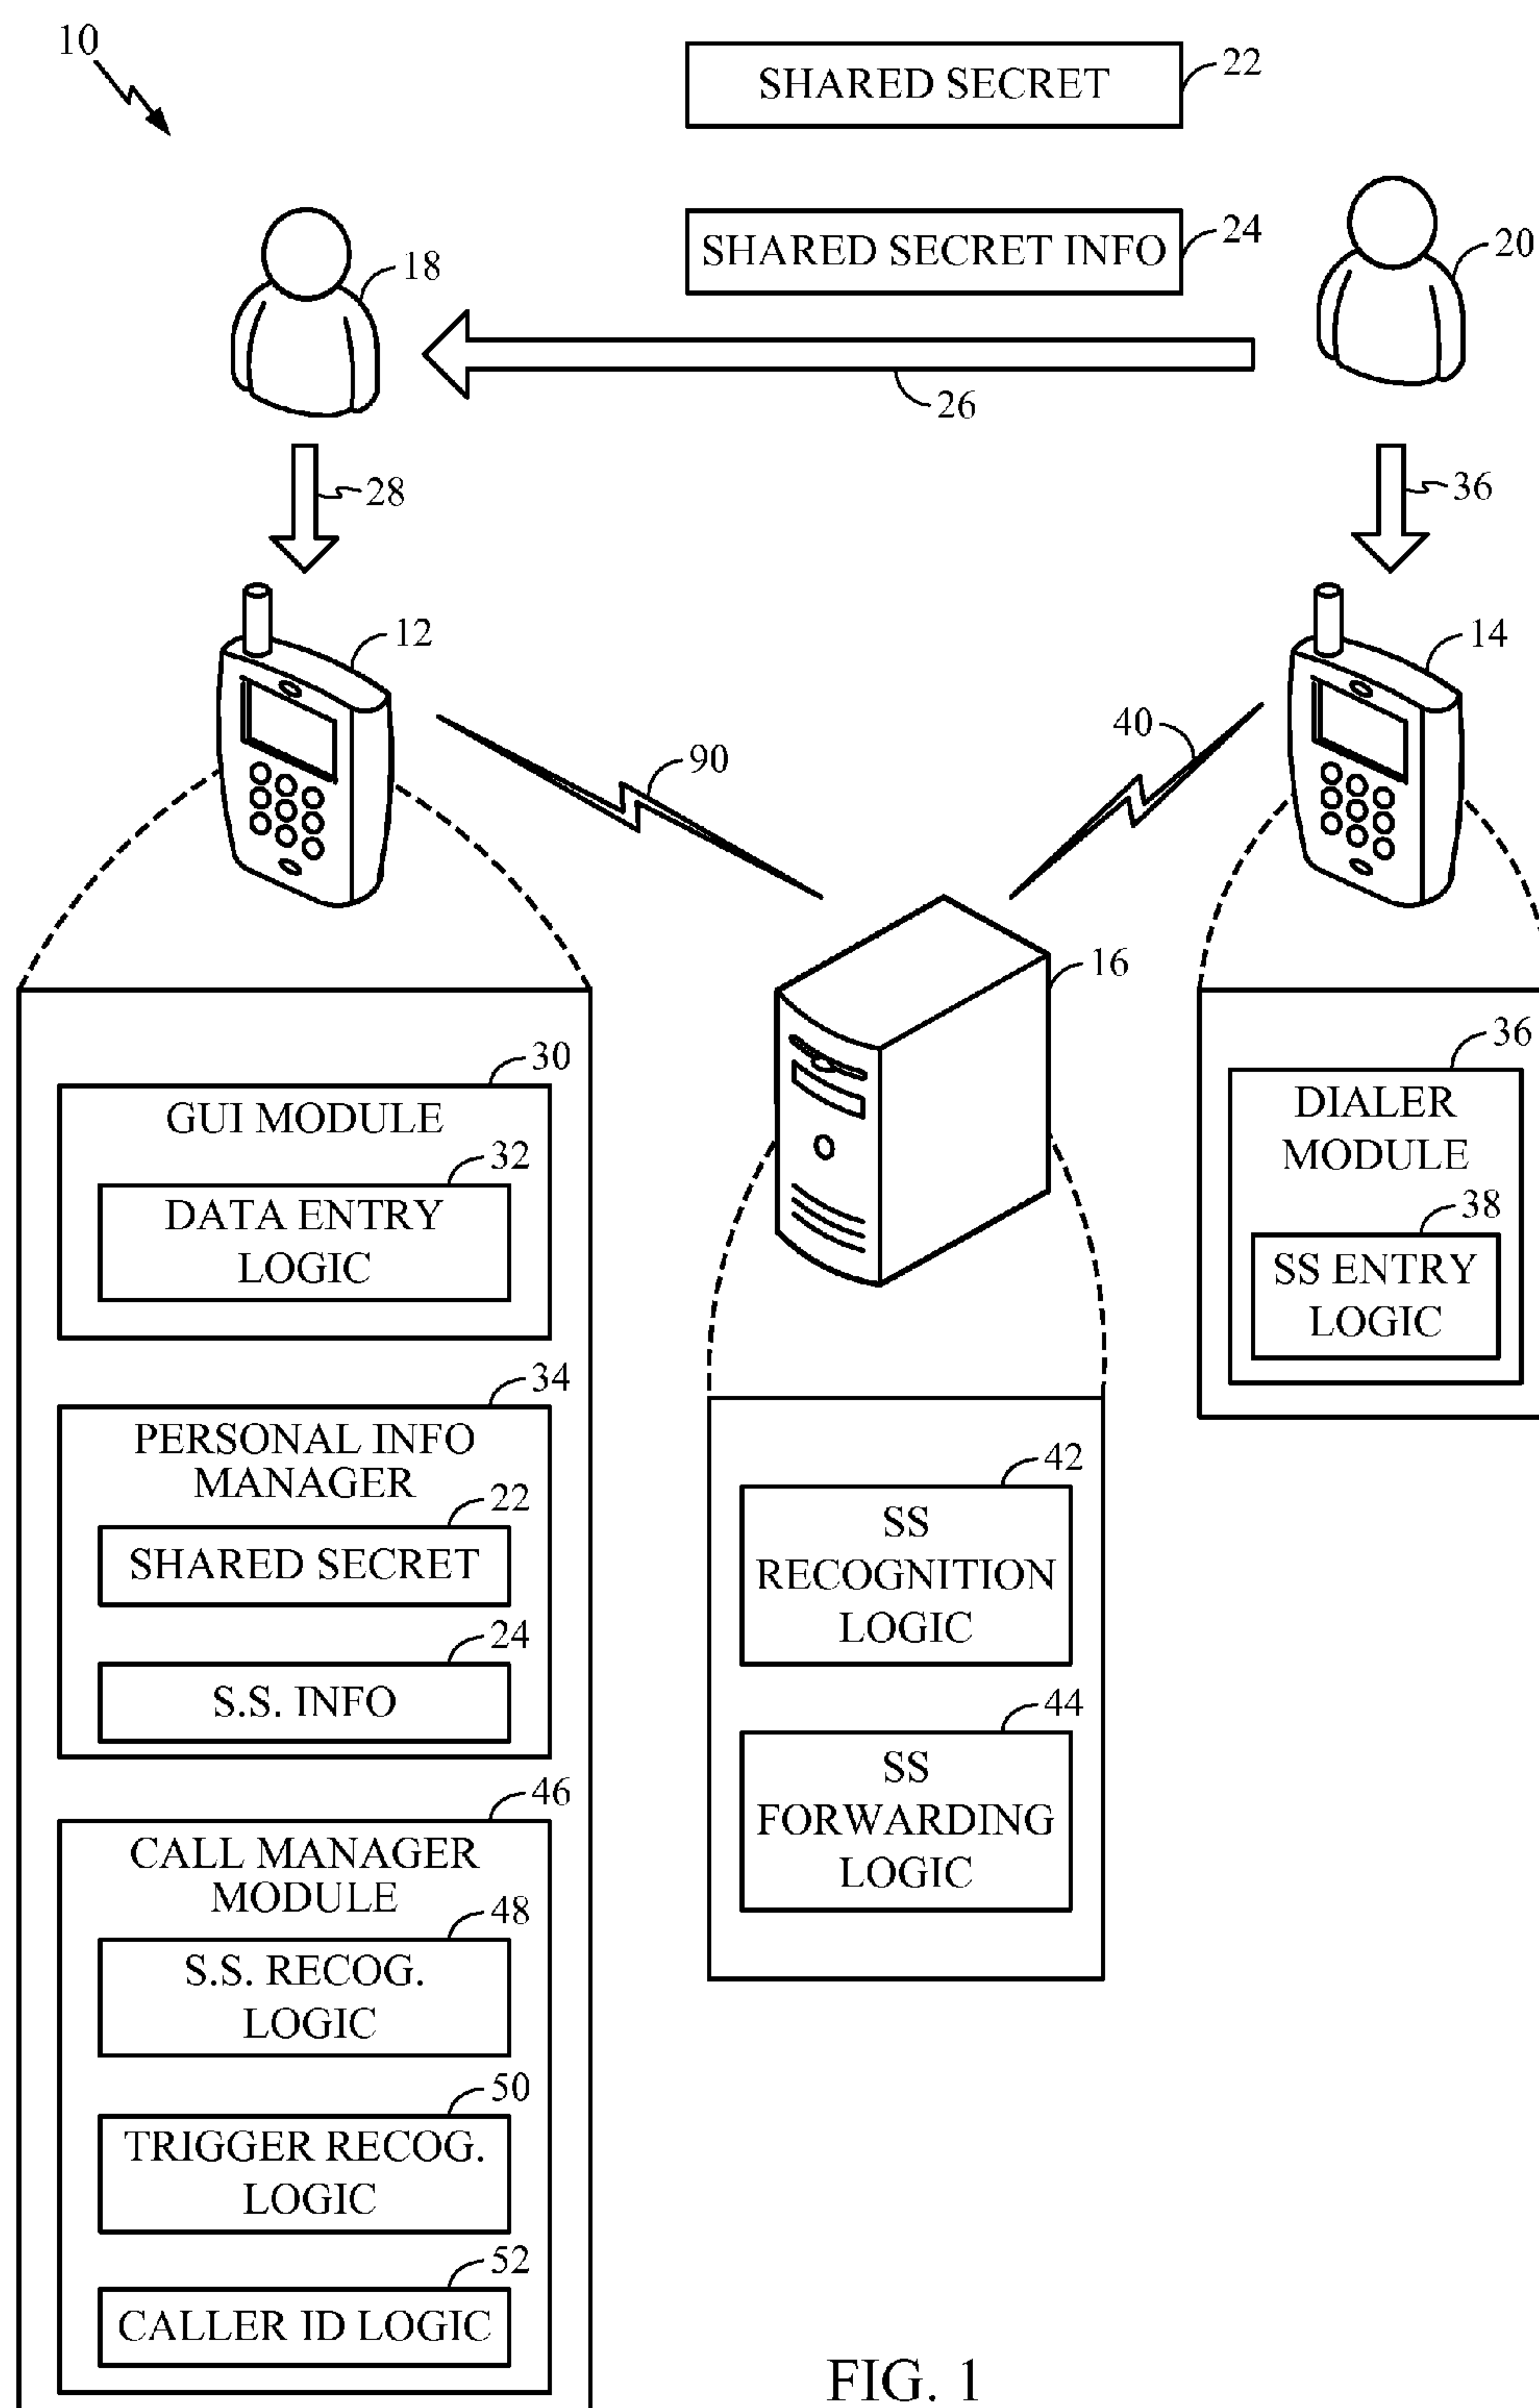 10
SHARED SECRET
22
SHARED SECRET INFO
24
18
20
26
28
36
12
14
90
40
16
30
GUI MODULE
32
DATA ENTRY
LOGIC
34
PERSONAL INFO
MANAGER
22
SHARED SECRET
24
S.S. INFO
46
CALL MANAGER
MODULE
48
S.S. RECOG.
LOGIC
50
TRIGGER RECOG.
LOGIC
52
CALLER ID LOGIC
42
SS
RECOGNITION
LOGIC
44
SS
FORWARDING
LOGIC
36
DIALER
MODULE
38
SS ENTRY
LOGIC
FIG. 1